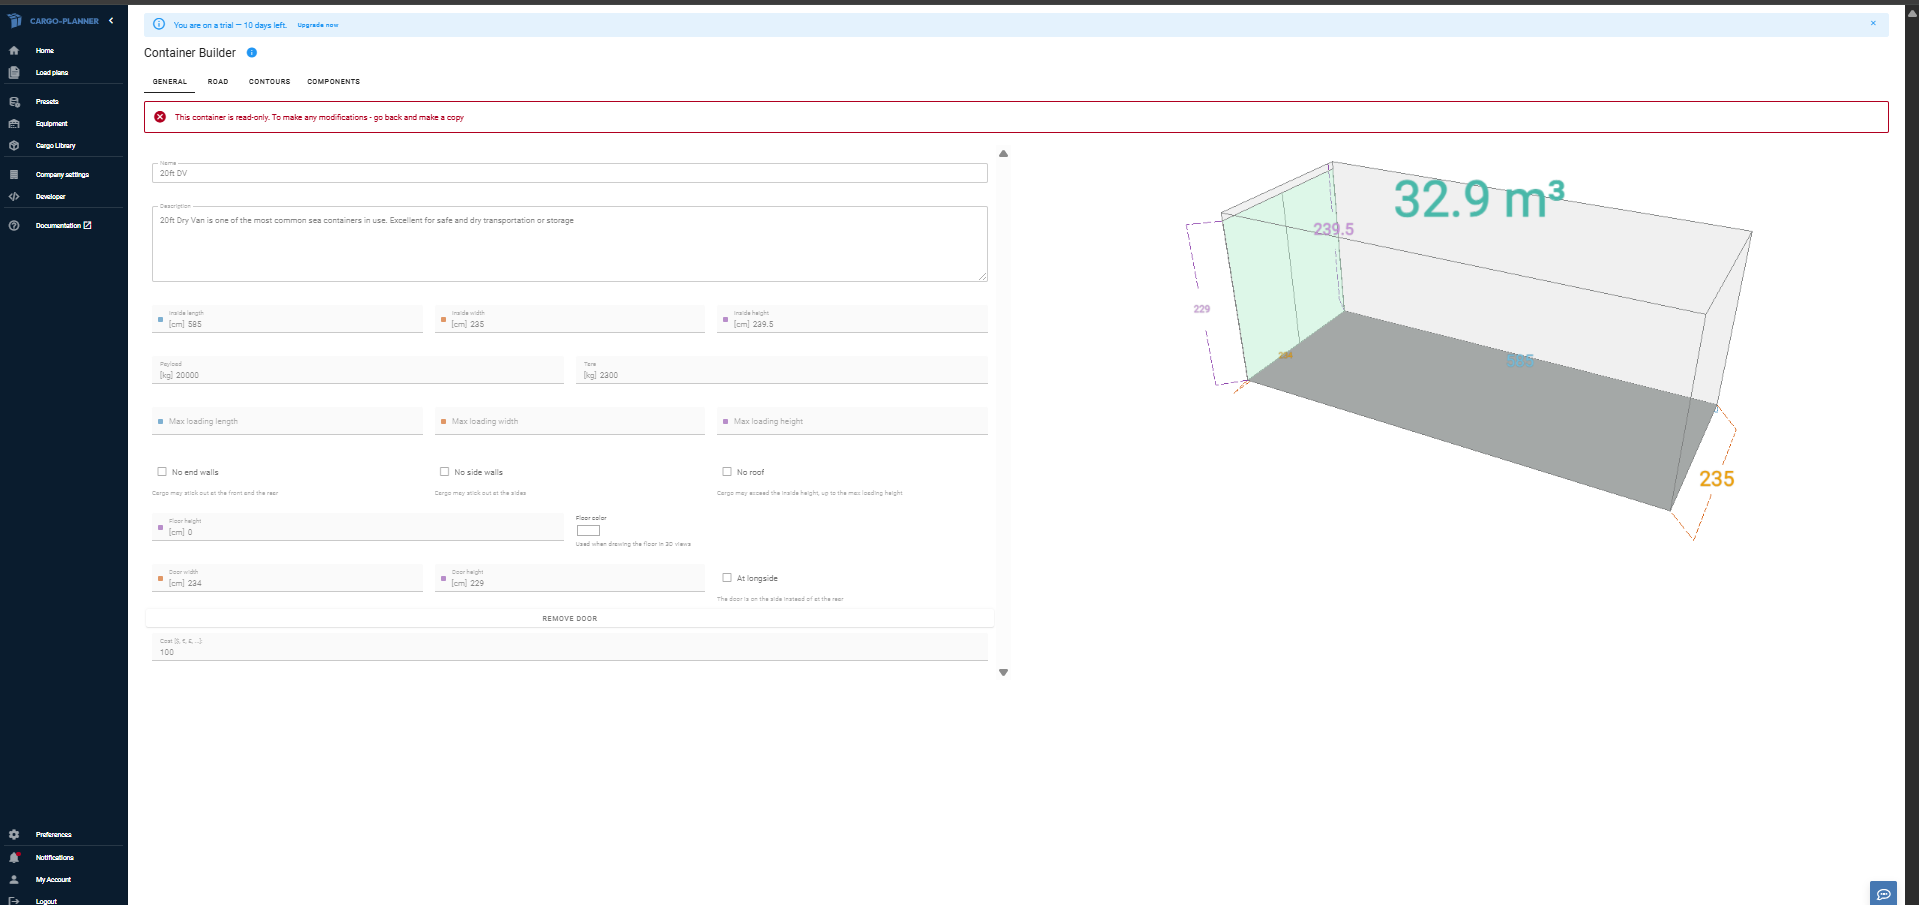 CARGO-PLANNER
Home
Load plans
Presets
Equipment
Cargo Library
Company settings
Developer
Documentation
Preferences
Notifications
My Account
Logout
You are on a trial — 10 days left. Upgrade now
Container Builder
GENERAL ROAD CONTOURS COMPONENTS
This container is read-only. To make any modifications - go back and make a copy
Name
20ft DV
Description
20ft Dry Van is one of the most common sea containers in use. Excellent for safe and dry transportation or storage
Inside length
[cm] 585
Inside width
[cm] 235
Inside height
[cm] 239.5
Payload
[kg] 20000
Tare
[kg] 2300
Max loading length
Max loading width
Max loading height
No end walls
Cargo may stick out at the front and the rear
No side walls
Cargo may stick out at the sides
No roof
Cargo may exceed the inside height, up to the max loading height
Floor height
[cm] 0
Floor color
Used when drawing the floor in 3D views
Door width
[cm] 234
Door height
[cm] 229
At longside
The door is on the side instead of at the rear
REMOVE DOOR
Cost [$, €, £, ...]
100
32.9 m³
239.5
229
234
585
235